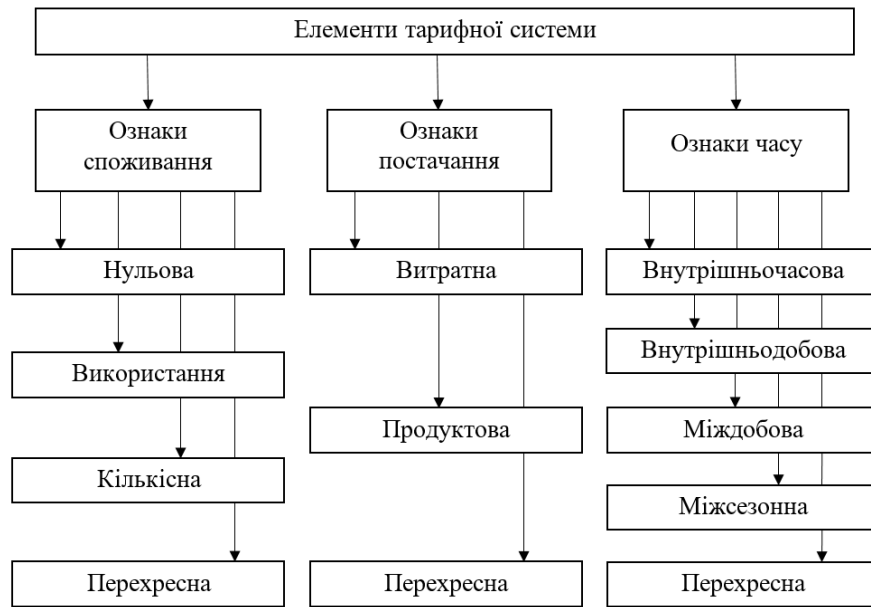 Елементи тарифної системи
Ознаки
споживання
Ознаки
постачання
Ознаки часу
Нульова
Витратна
Внутрішньочасова
Внутрішньодобова
Використання
Продуктова
Міждобова
Кількісна
Міжсезонна
Перехресна
Перехресна
Перехресна